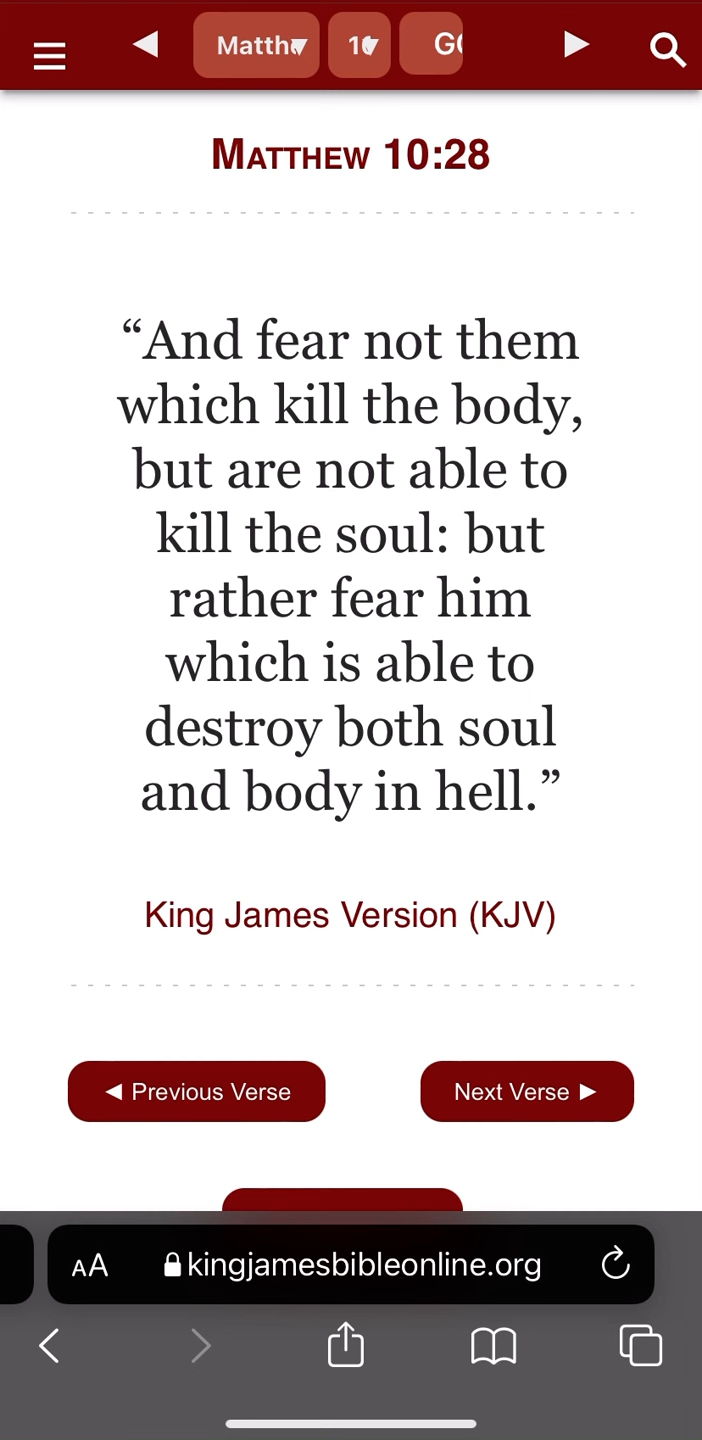 Matth
GO
MATTHEW 10:28
“And fear not them
which kill the body,
but are not able to
kill the soul: but
rather fear him
which is able to
destroy both soul
and body in hell.”
King James Version (KJV)
◀ Previous Verse
Next Verse ▶
AA
kingjamesbibleonline.org